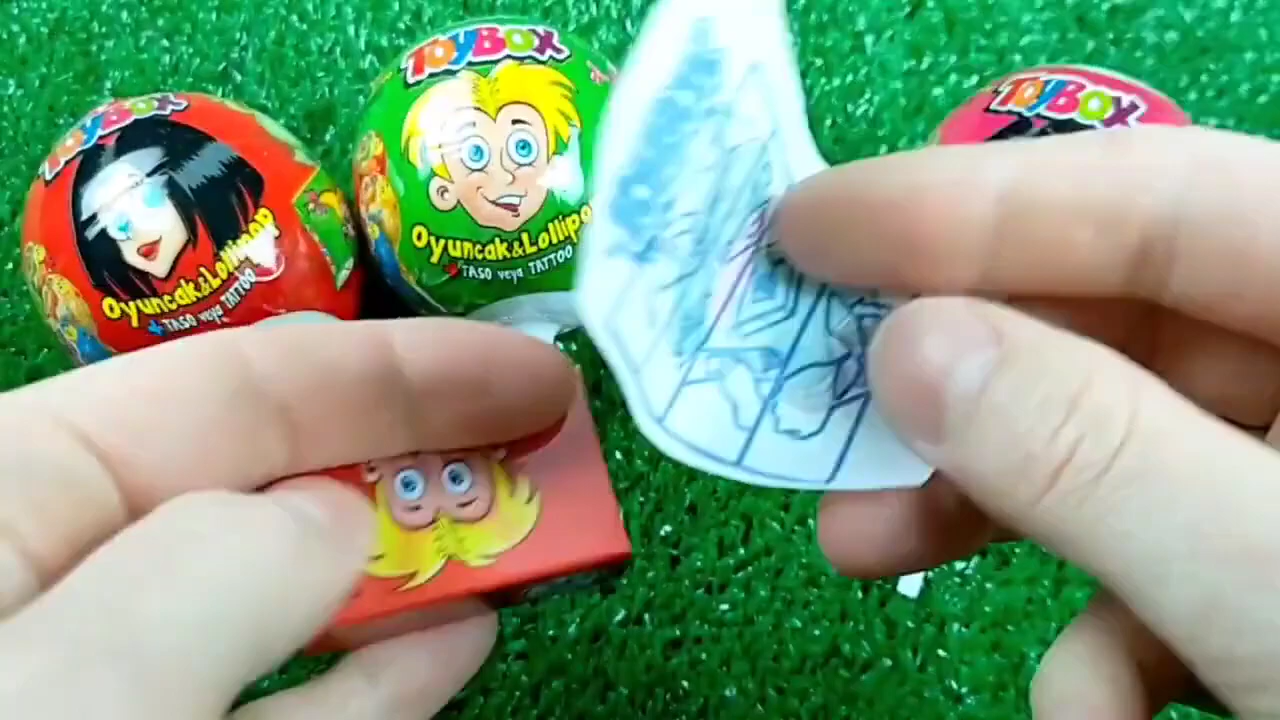 TOYBOX
Oyuncak&Lollipop
+ TASO veya TATTOO
TOYBOX
Oyuncak&Lollipo
+ TASO veya TATTOO
TOYBOX